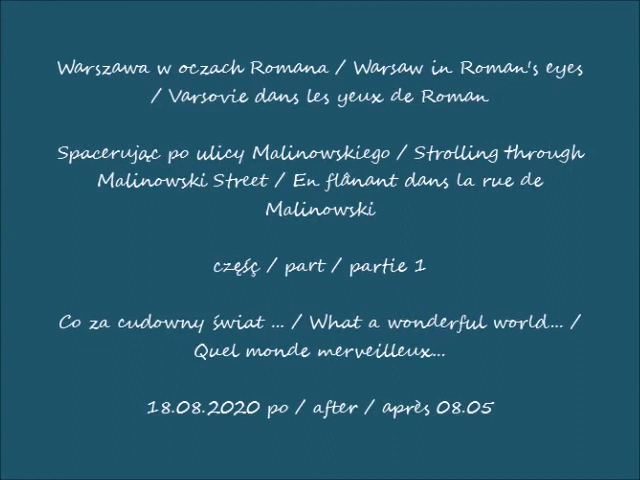 Warszawa w oczach Romana / Warsaw in Roman's eyes
/ Varsovie dans les yeux de Roman
Spacerując po ulicy Malinowskiego / Strolling through
Malinowski Street / En flânant dans la rue de
Malinowski
częśç / part / partie 1
Co za cudowny świat ... / What a wonderful world... /
Quel monde merveilleux...
18.08.2020 po / after / après 08.05